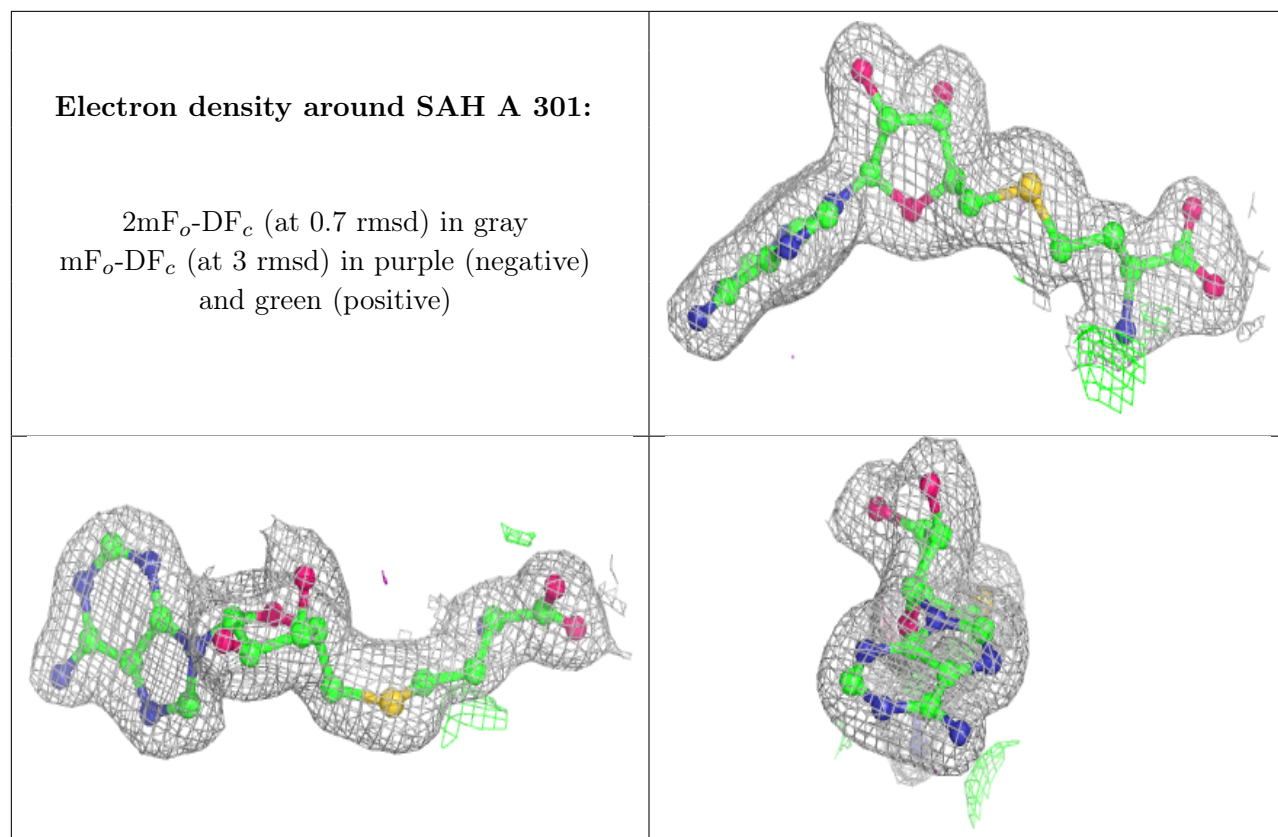 Electron density around SAH A 301:
2mFo-DFc (at 0.7 rmsd) in gray
mFo-DFc (at 3 rmsd) in purple (negative)
and green (positive)